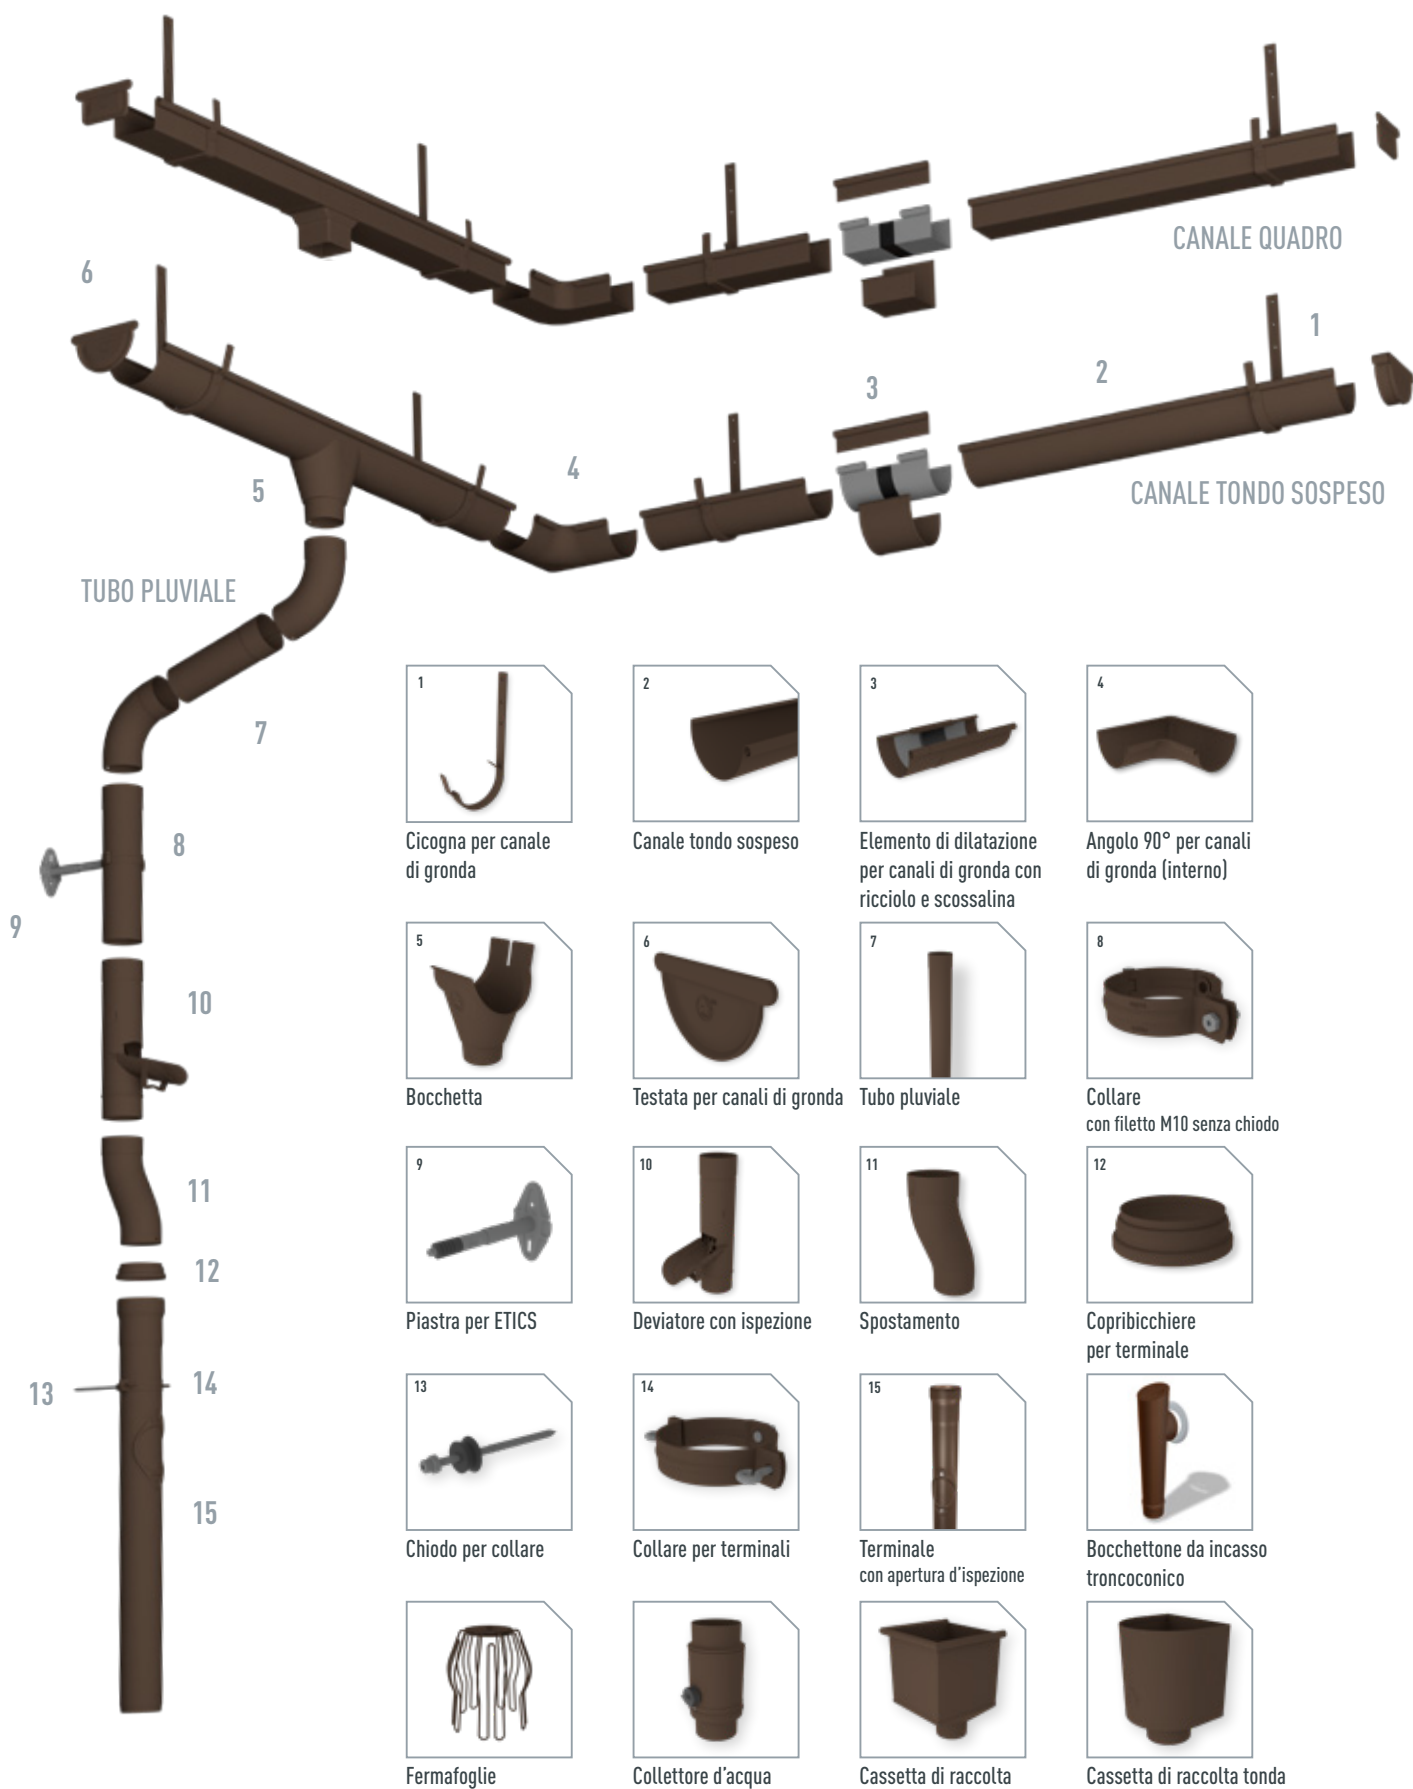 CANALE QUADRO
6
1
2
3
4
5
CANALE TONDO SOSPESO
TUBO PLUVIALE
7
8
9
10
11
12
13
14
15
1
2
3
4
Cicogna per canale
di gronda
Canale tondo sospeso
Elemento di dilatazione
per canali di gronda con
ricciolo e scossalina
Angolo 90° per canali
di gronda (interno)
5
6
7
8
Bocchetta
Testata per canali di gronda
Tubo pluviale
Collare
con filetto M10 senza chiodo
9
10
11
12
Piastra per ETICS
Deviatore con ispezione
Spostamento
Copribicchiere
per terminale
13
14
15
Chiodo per collare
Collare per terminali
Terminale
con apertura d'ispezione
Bocchettone da incasso
troncoconico
Fermafoglie
Collettore d'acqua
Cassetta di raccolta
Cassetta di raccolta tonda